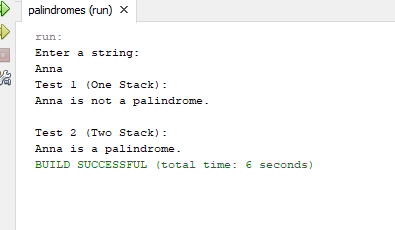 palindromes (run) ×
run:
Enter a string:
Anna
Test 1 (One Stack):
Anna is not a palindrome.
Test 2 (Two Stack):
Anna is a palindrome.
BUILD SUCCESSFUL (total time: 6 seconds)